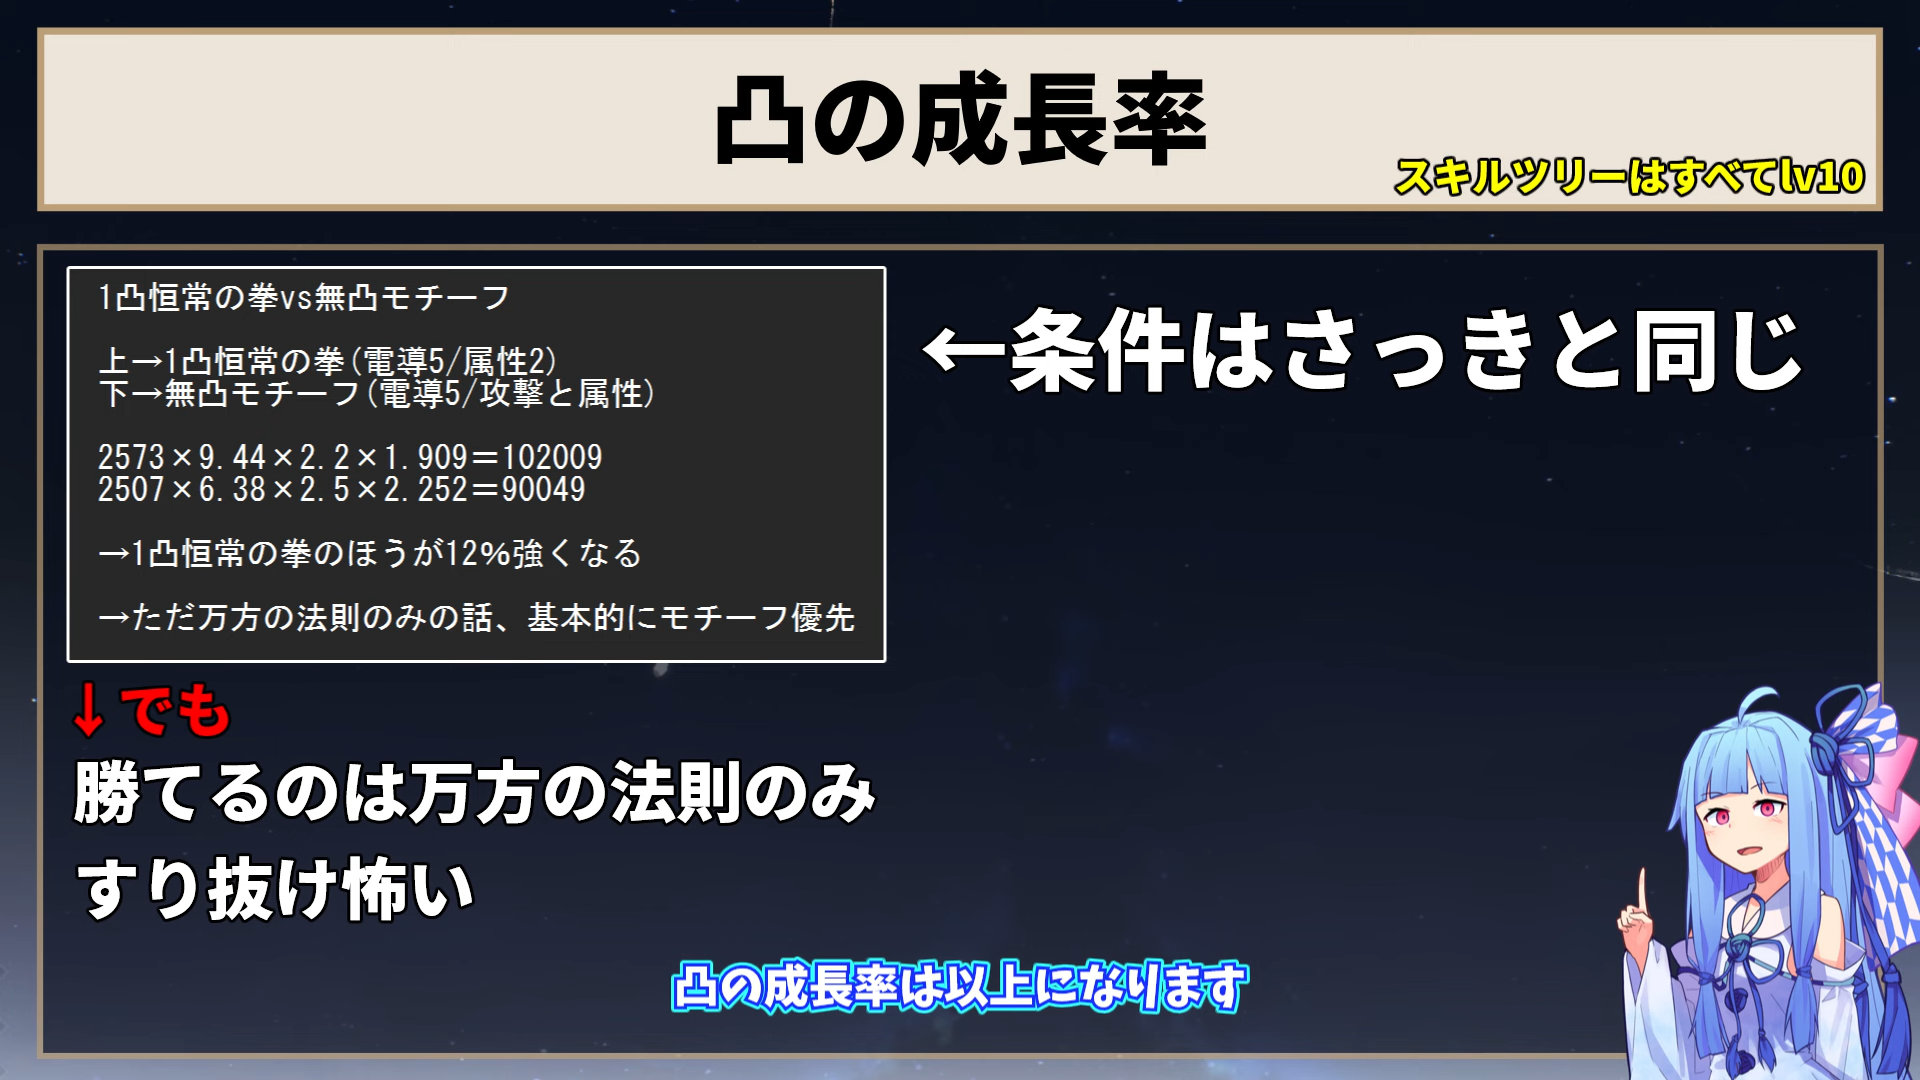 凸の成長率
スキルツリーはすべてlv10
1凸恒常の拳vs無凸モチーフ
上→1凸恒常の拳(電導5/属性2)
下→無凸モチーフ(電導5/攻撃と属性)
2573×9.44×2.2×1.909＝102009
2507×6.38×2.5×2.252＝90049
→1凸恒常の拳のほうが12%強くなる
→ただ万方の法則のみの話、基本的にモチーフ優先
←条件はさっきと同じ
↓でも
勝てるのは万方の法則のみ
すり抜け怖い
凸の成長率は以上になります